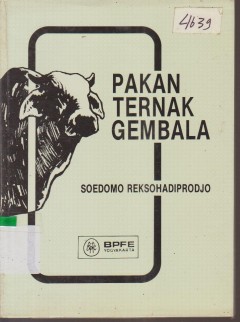 4639
PAKAN
TERNAK
GEMBALA
SOEDOMO REKSOHADIPRODJO
BPFE
YOGYAKARTA